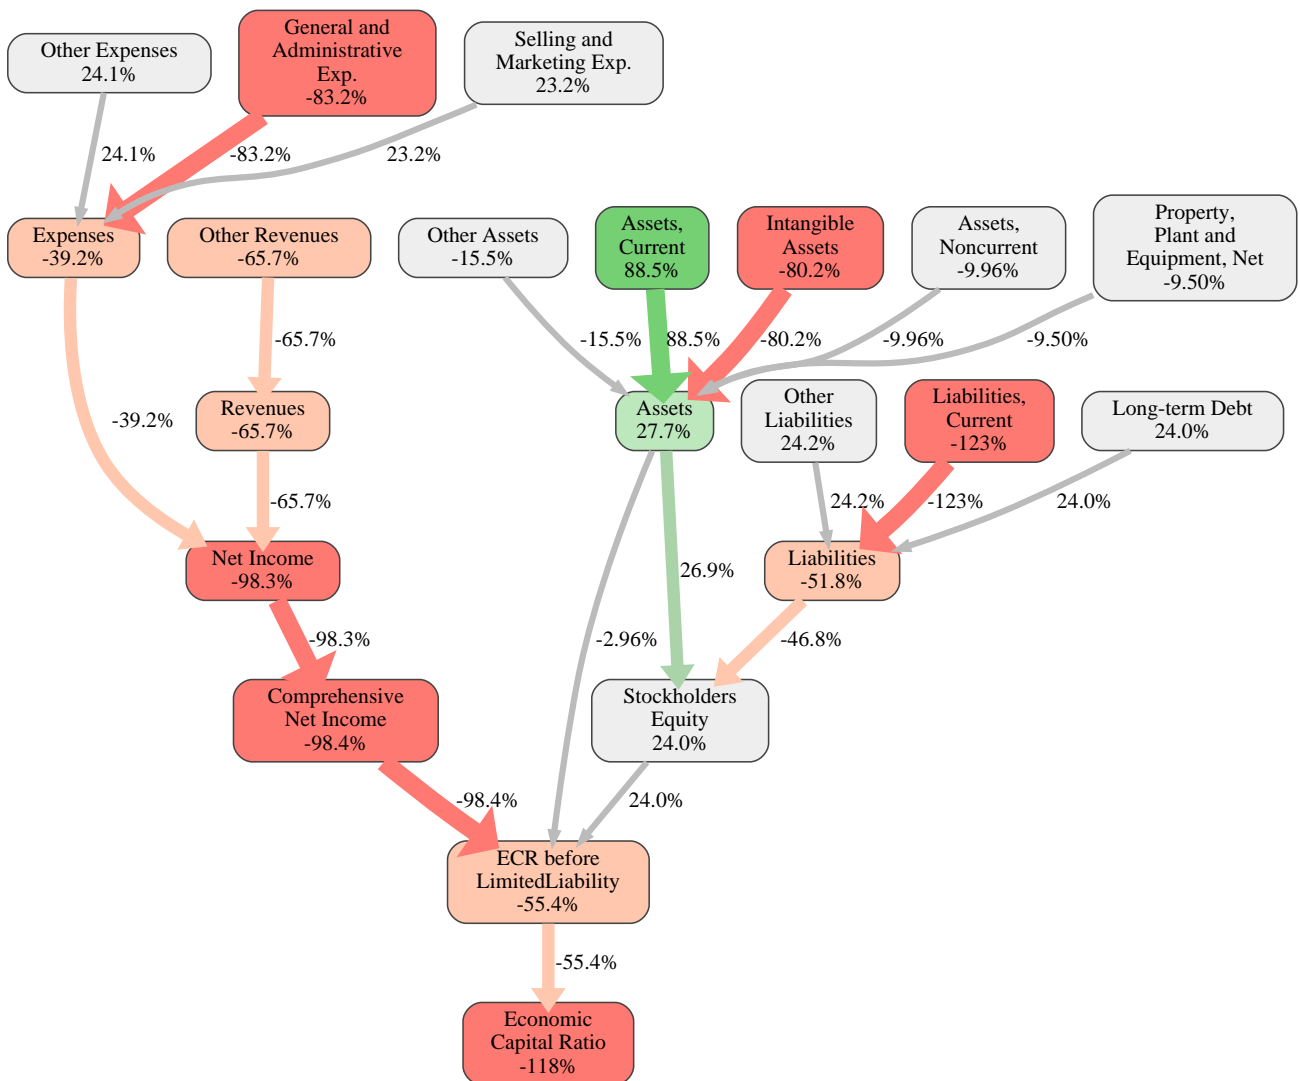 Other Expenses
24.1%
General and
Administrative
Exp.
-83.2%
Selling and
Marketing Exp.
23.2%
24.1%
-83.2%
23.2%
Expenses
-39.2%
Other Revenues
-65.7%
Other Assets
-15.5%
Assets,
Current
88.5%
Intangible
Assets
-80.2%
Assets,
Noncurrent
-9.96%
Property,
Plant and
Equipment, Net
-9.50%
-65.7%
-15.5%
88.5%
-80.2%
-9.96%
-9.50%
-39.2%
Revenues
-65.7%
Assets
27.7%
Other
Liabilities
24.2%
Liabilities,
Current
-123%
Long-term Debt
24.0%
-65.7%
24.2%
-123%
24.0%
Net Income
-98.3%
26.9%
Liabilities
-51.8%
-98.3%
-2.96%
-46.8%
Comprehensive
Net Income
-98.4%
Stockholders
Equity
24.0%
-98.4%
24.0%
ECR before
LimitedLiability
-55.4%
-55.4%
Economic
Capital Ratio
-118%